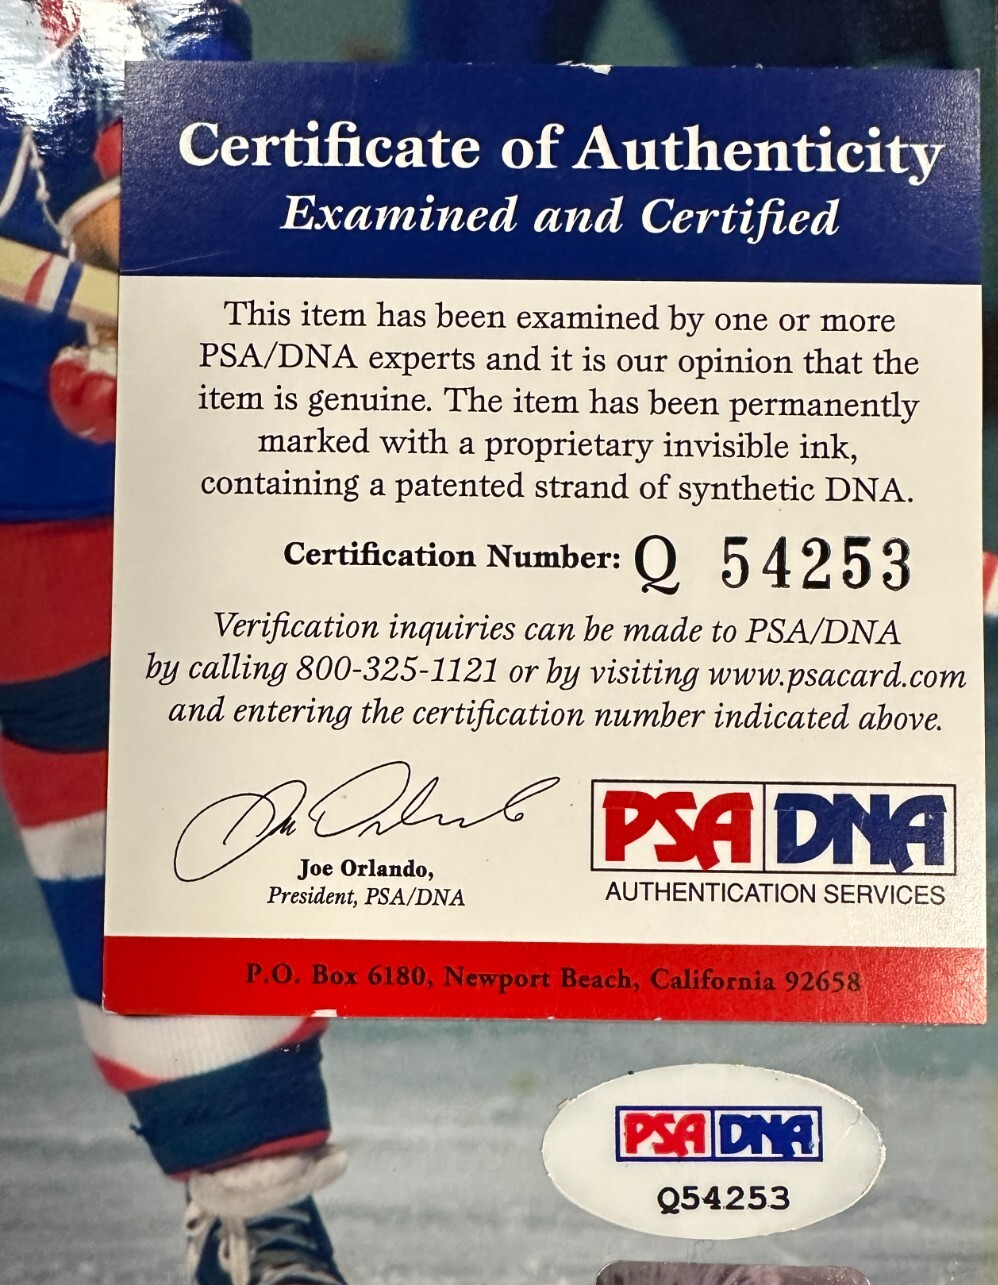 Certificate of Authenticity
Examined and Certified
This item has been examined by one or more
PSA/DNA experts and it is our opinion that the
item is genuine. The item has been permanently
marked with a proprietary invisible ink,
containing a patented strand of synthetic DNA.
Certification Number: Q 54253
Verification inquiries can be made to PSA/DNA
by calling 800-325-1121 or by visiting www.psacard.com
and entering the certification number indicated above.
Joe Orlando,
President, PSA/DNA
PSA DNA
AUTHENTICATION SERVICES
P.O. Box 6180, Newport Beach, California 92658
PSA DNA
Q54253